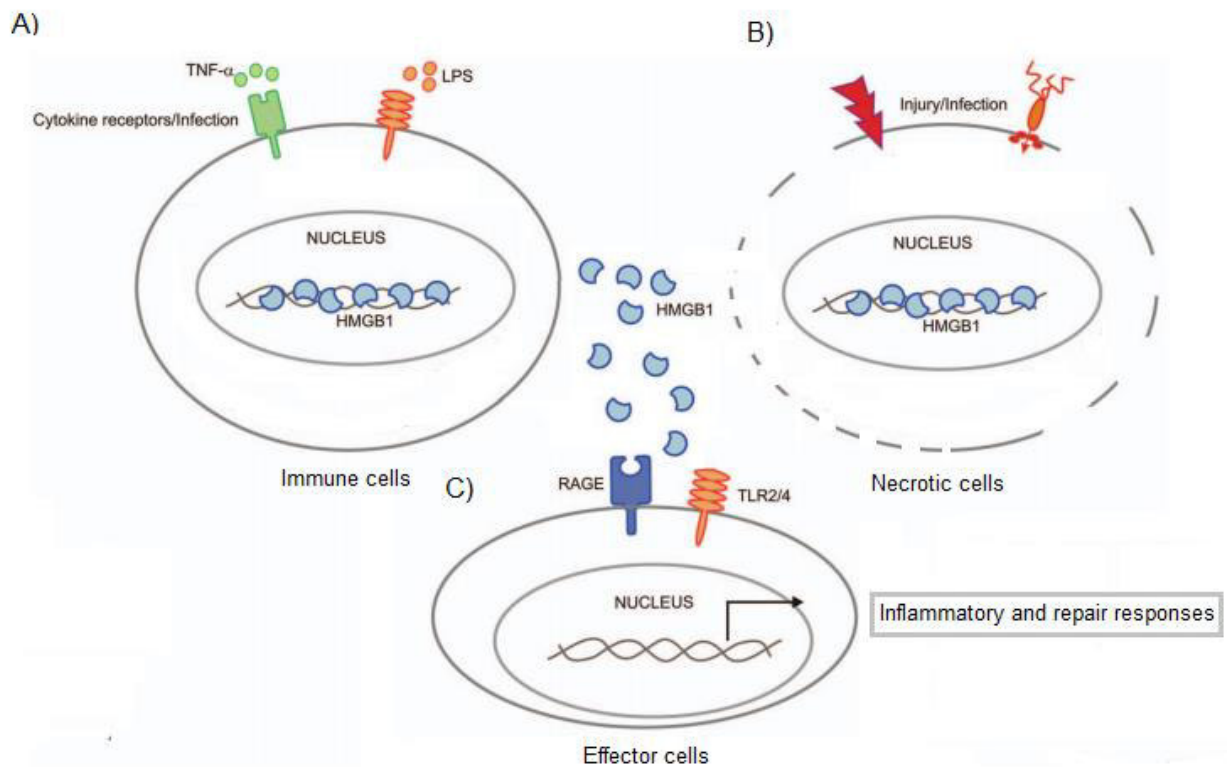 A)
TNF-α
LPS
Cytokine receptors/Infection
NUCLEUS
HMGB1
Immune cells
B)
Injury/Infection
NUCLEUS
HMGB1
Necrotic cells
HMGB1
C)
RAGE
TLR2/4
NUCLEUS
Inflammatory and repair responses
Effector cells